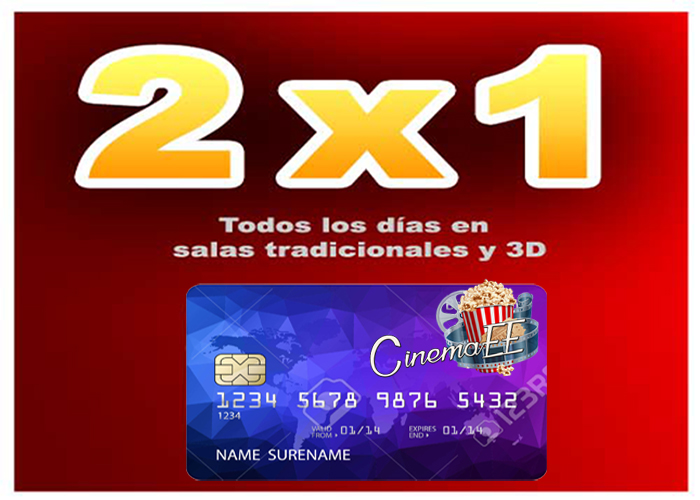 2x1
Todos los días en
salas tradicionales y 3D
CinemaEE
1234 5678 9876 5432
1234
VALID FROM 01/14 EXPIRES END 01/14
NAME SURENAME
123R